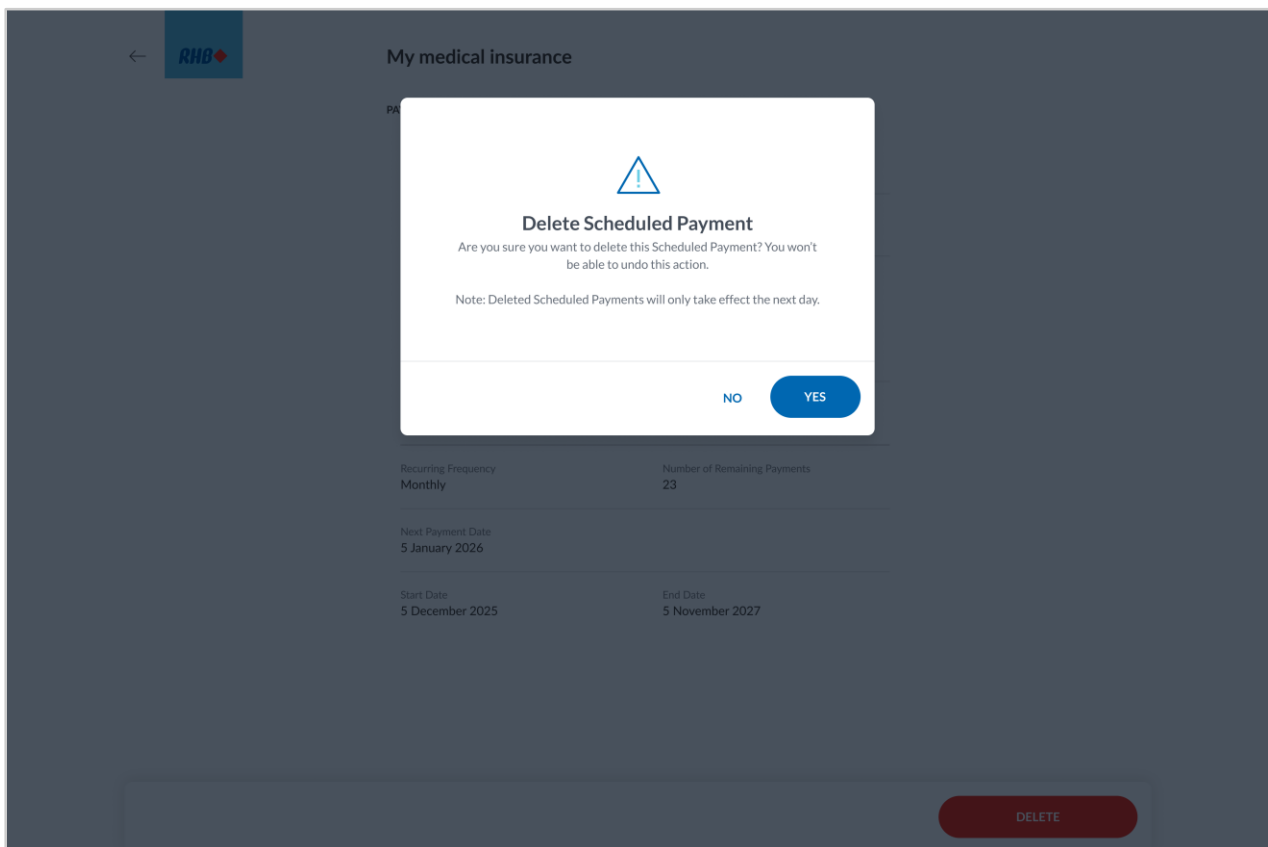 RHB
My medical insurance
PA
Delete Scheduled Payment
Are you sure you want to delete this Scheduled Payment? You won't
be able to undo this action.
Note: Deleted Scheduled Payments will only take effect the next day.
NO
YES
Recurring Frequency
Monthly
Number of Remaining Payments
23
Next Payment Date
5 January 2026
Start Date
5 December 2025
End Date
5 November 2027
DELETE